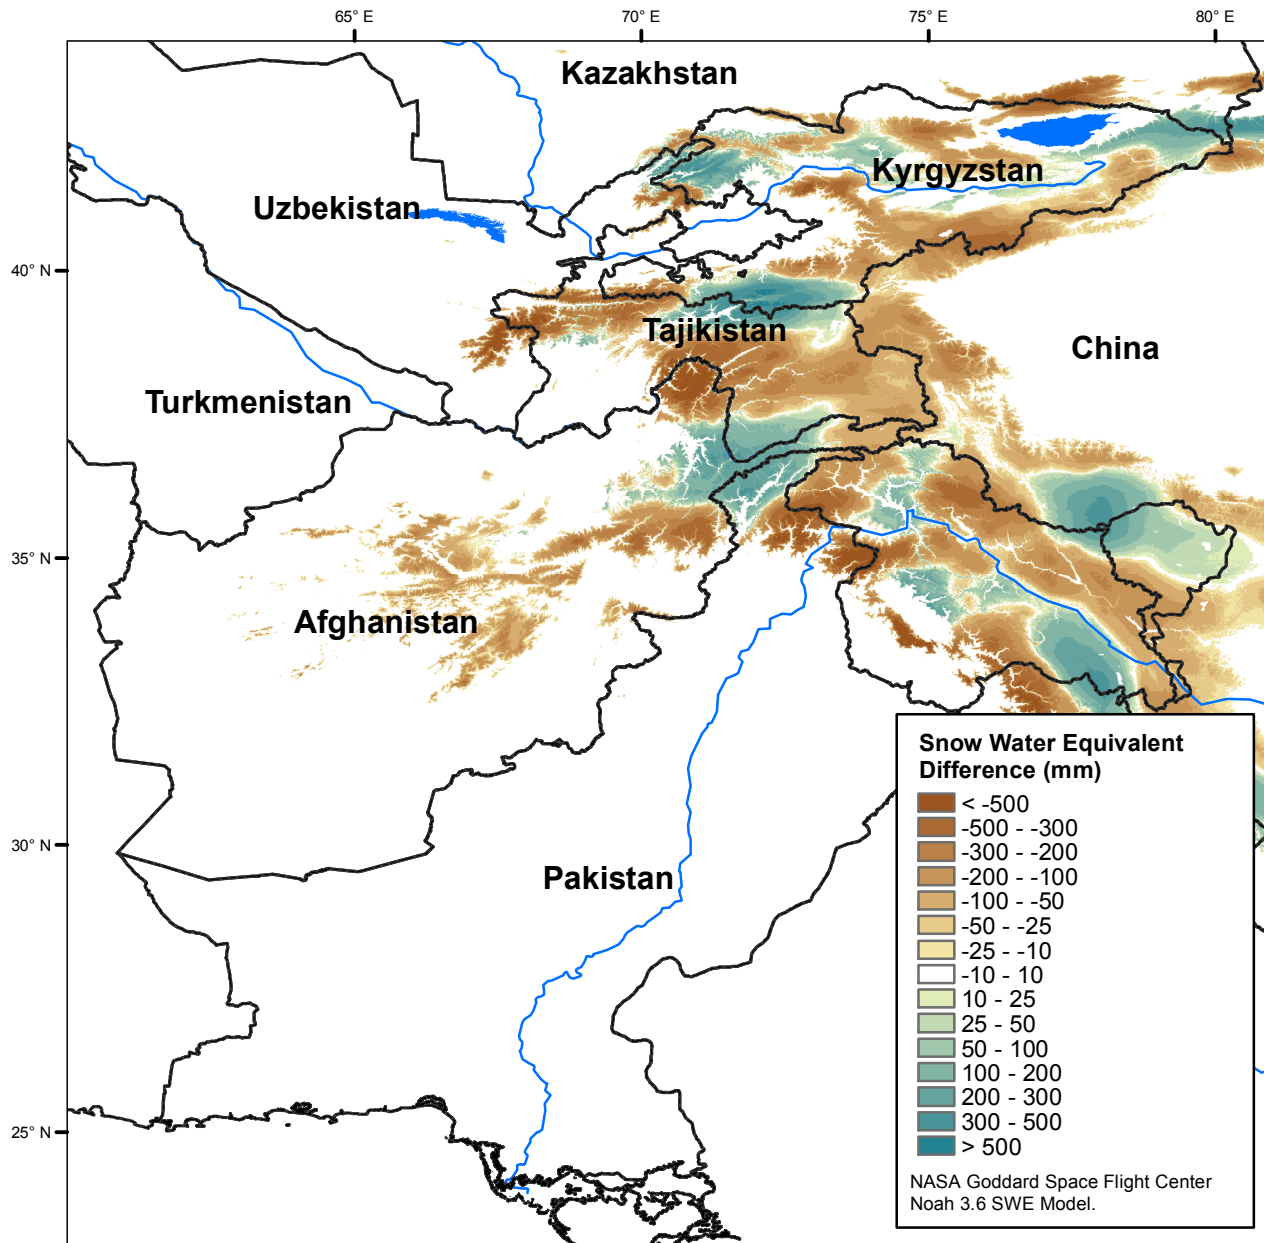 65° E
70° E
75° E
80° E
Kazakhstan
Kyrgyzstan
Uzbekistan
40° N
Tajikistan
China
Turkmenistan
35° N
Afghanistan
30° N
Pakistan
25° N
Snow Water Equivalent
Difference (mm)
< -500
-500 - -300
-300 - -200
-200 - -100
-100 - -50
-50 - -25
-25 - -10
-10 - 10
10 - 25
25 - 50
50 - 100
100 - 200
200 - 300
300 - 500
> 500
NASA Goddard Space Flight Center
Noah 3.6 SWE Model.